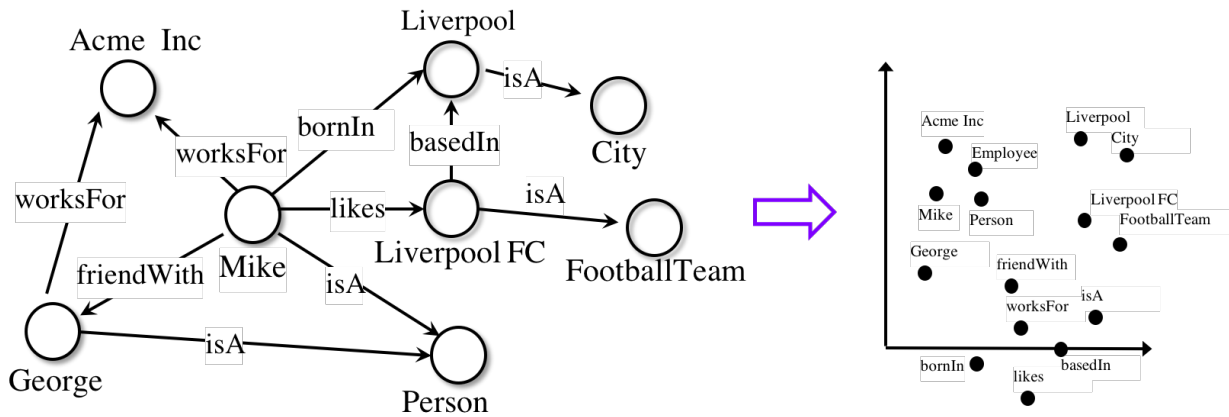 Acme Inc
Liverpool
isA
bornIn
basedIn
City
worksFor
worksFor
likes
isA
Mike
Liverpool FC
FootballTeam
friendWith
isA
isA
George
Person
Acme Inc
Liverpool
City
Employee
Mike
Person
Liverpool FC
FootballTeam
George
friendWith
isA
worksFor
bornIn
basedIn
likes